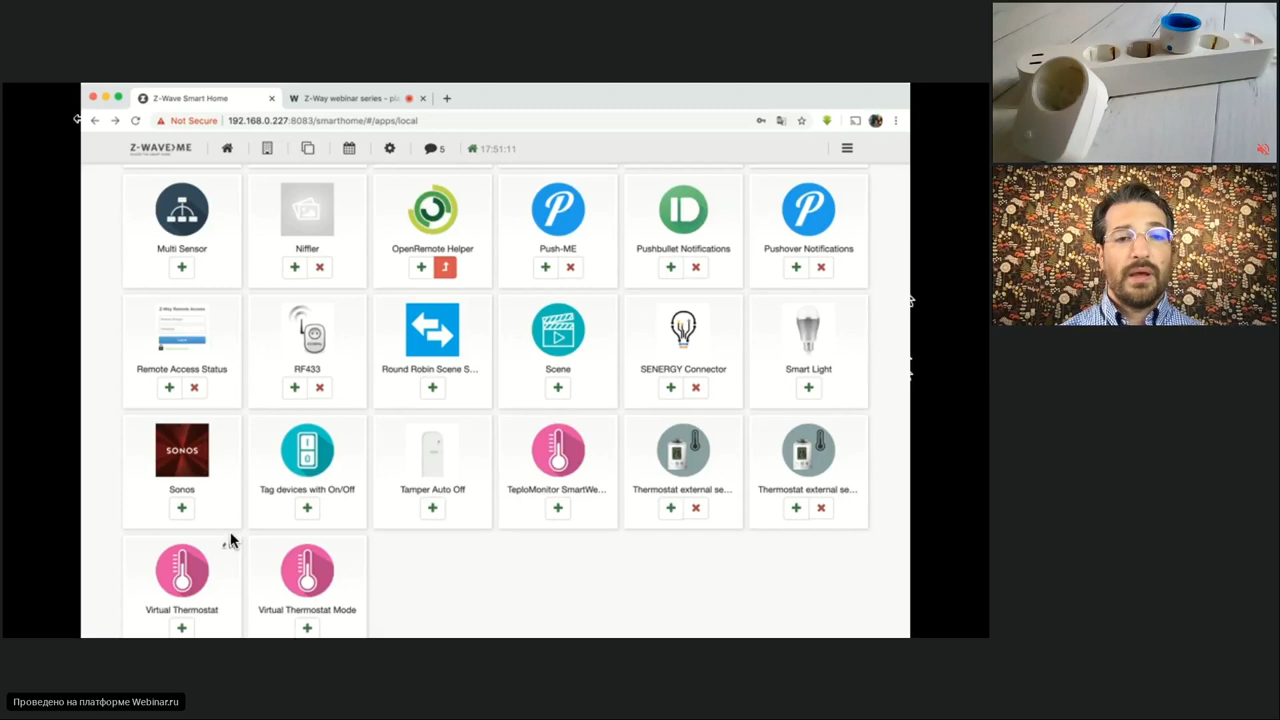 Z-Wave Smart Home
Z-Way webinar series - pl
Not Secure
192.168.0.227:8083/smarthome/#/apps/local
Z-WAVE>ME
5
17:51:11
Multi Sensor
Niffler
OpenRemote Helper
Push-ME
Pushbullet Notifications
Pushover Notifications
Remote Access Status
RF433
Round Robin Scene S...
Scene
SENERGY Connector
Smart Light
SONOS
Sonos
Tag devices with On/Off
Tamper Auto Off
TeploMonitor SmartWe...
Thermostat external se...
Thermostat external se...
Virtual Thermostat
Virtual Thermostat Mode
Проведено на платформе Webinar.ru